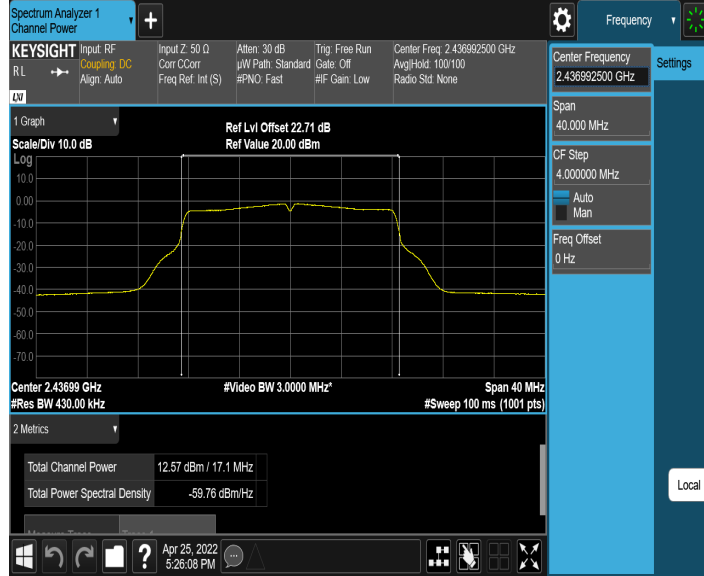 Spectrum Analyzer 1
Channel Power
Frequency
KEYSIGHT
R L
LXI
Input: RF
Coupling: DC
Align: Auto
Input Z: 50 Ω
Corr CCorr
Freq Ref: Int (S)
Atten: 30 dB
µW Path: Standard
#PNO: Fast
Trig: Free Run
Gate: Off
#IF Gain: Low
Center Freq: 2.436992500 GHz
Avg|Hold: 100/100
Radio Std: None
1 Graph
Scale/Div 10.0 dB
Ref Lvl Offset 22.71 dB
Ref Value 20.00 dBm
Log
10.0
0.00
-10.0
-20.0
-30.0
-40.0
-50.0
-60.0
-70.0
Center 2.43699 GHz
#Video BW 3.0000 MHz*
Span 40 MHz
#Res BW 430.00 kHz
#Sweep 100 ms (1001 pts)
2 Metrics
Total Channel Power 12.57 dBm / 17.1 MHz
Total Power Spectral Density -59.76 dBm/Hz
Apr 25, 2022
5:26:08 PM
Center Frequency
2.436992500 GHz
Settings
Span
40.000 MHz
CF Step
4.000000 MHz
Auto
Man
Freq Offset
0 Hz
Local